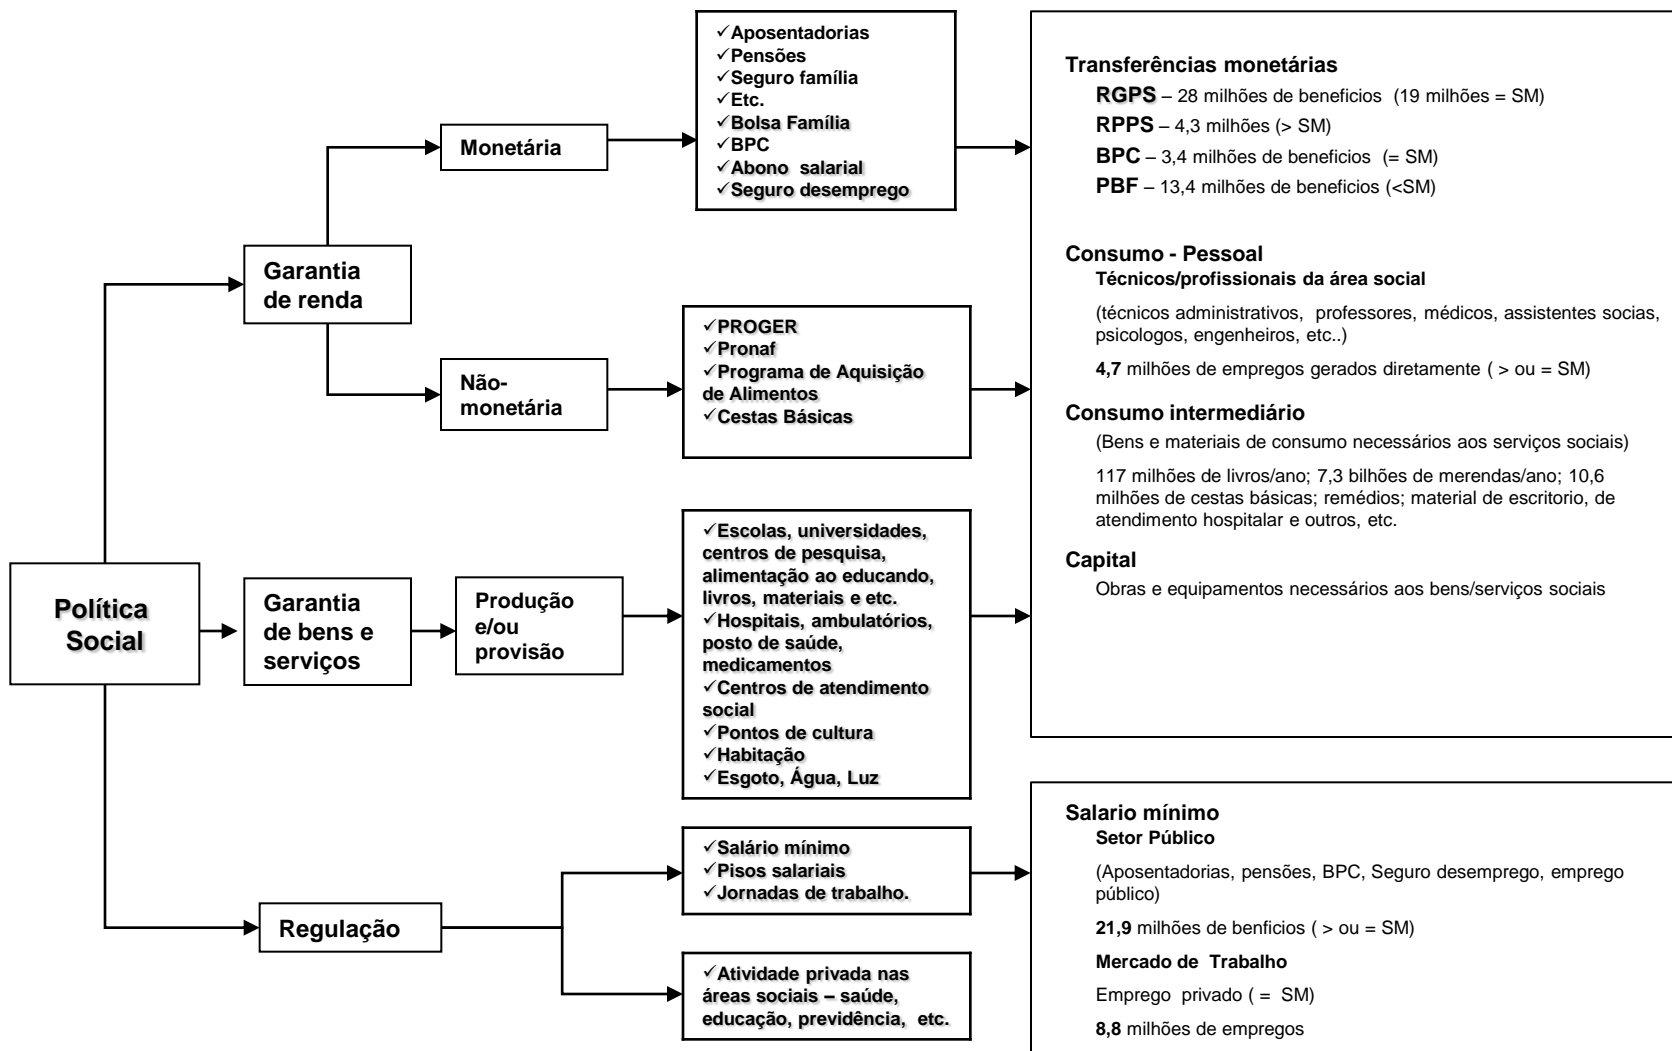 Política
Social
Garantia
de renda
Monetária
✓Aposentadorias
✓Pensões
✓Seguro família
✓Etc.
✓Bolsa Família
✓BPC
✓Abono salarial
✓Seguro desemprego
Não-
monetária
✓PROGER
✓Pronaf
✓Programa de Aquisição
de Alimentos
✓Cestas Básicas
Garantia
de bens e
serviços
Produção
e/ou
provisão
✓Escolas, universidades,
centros de pesquisa,
alimentação ao educando,
livros, materiais e etc.
✓Hospitais, ambulatórios,
posto de saúde,
medicamentos
✓Centros de atendimento
social
✓Pontos de cultura
✓Habitação
✓Esgoto, Água, Luz
Regulação
✓Salário mínimo
✓Pisos salariais
✓Jornadas de trabalho.
✓Atividade privada nas
áreas sociais – saúde,
educação, previdência, etc.
Transferências monetárias
RGPS – 28 milhões de beneficios (19 milhões = SM)
RPPS – 4,3 milhões (> SM)
BPC – 3,4 milhões de beneficios (= SM)
PBF – 13,4 milhões de beneficios (<SM)
Consumo - Pessoal
Técnicos/profissionais da área social
(técnicos administrativos, professores, médicos, assistentes socias,
psicologos, engenheiros, etc..)
4,7 milhões de empregos gerados diretamente ( > ou = SM)
Consumo intermediário
(Bens e materiais de consumo necessários aos serviços sociais)
117 milhões de livros/ano; 7,3 bilhões de merendas/ano; 10,6
milhões de cestas básicas; remédios; material de escritorio, de
atendimento hospitalar e outros, etc.
Capital
Obras e equipamentos necessários aos bens/serviços sociais
Salario mínimo
Setor Público
(Aposentadorias, pensões, BPC, Seguro desemprego, emprego
público)
21,9 milhões de benficios ( > ou = SM)
Mercado de Trabalho
Emprego privado ( = SM)
8,8 milhões de empregos